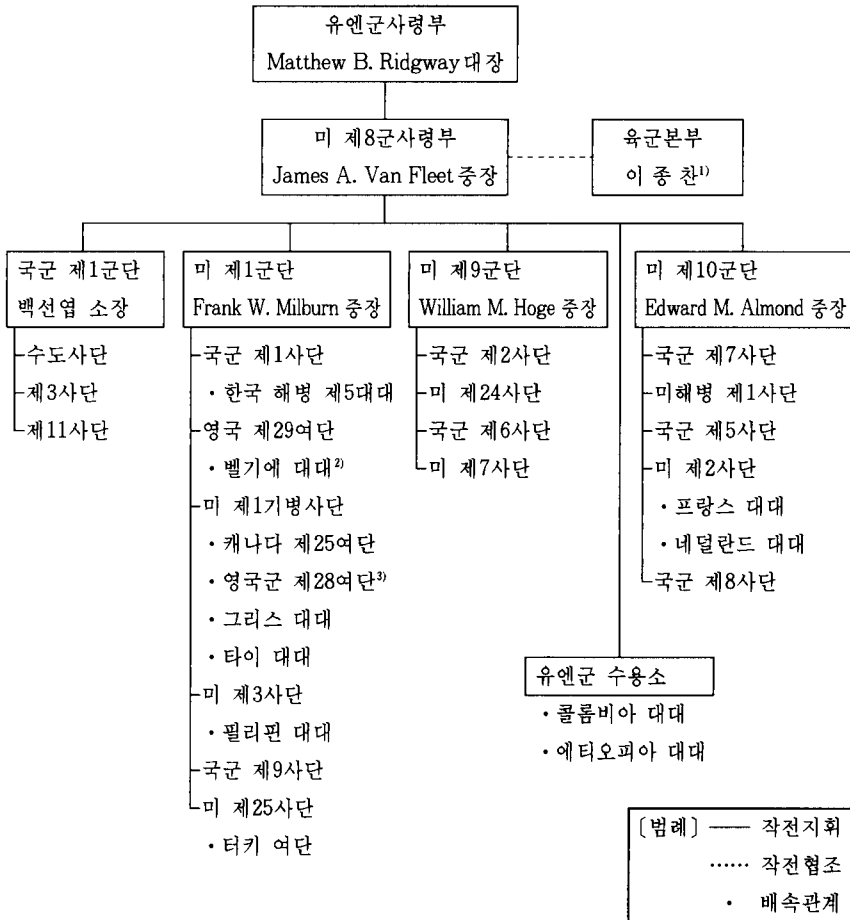 유엔군사령부
Matthew B. Ridgway 대장
미 제8군사령부
James A. Van Fleet 중장
육군본부
이 종 찬¹⁾
국군 제1군단
백선엽 소장
수도사단
제3사단
제11사단
미 제1군단
Frank W. Milburn 중장
국군 제1사단
· 한국 해병 제5대대
영국 제29여단
· 벨기에 대대²⁾
미 제1기병사단
· 캐나다 제25여단
· 영국군 제28여단³⁾
· 그리스 대대
· 타이 대대
미 제3사단
· 필리핀 대대
국군 제9사단
미 제25사단
· 터키 여단
미 제9군단
William M. Hoge 중장
국군 제2사단
미 제24사단
국군 제6사단
미 제7사단
미 제10군단
Edward M. Almond 중장
국군 제7사단
미해병 제1사단
국군 제5사단
미 제2사단
· 프랑스 대대
· 네덜란드 대대
국군 제8사단
유엔군 수용소
· 콜롬비아 대대
· 에티오피아 대대
〔범례〕 —— 작전지휘
······ 작전협조
· 배속관계